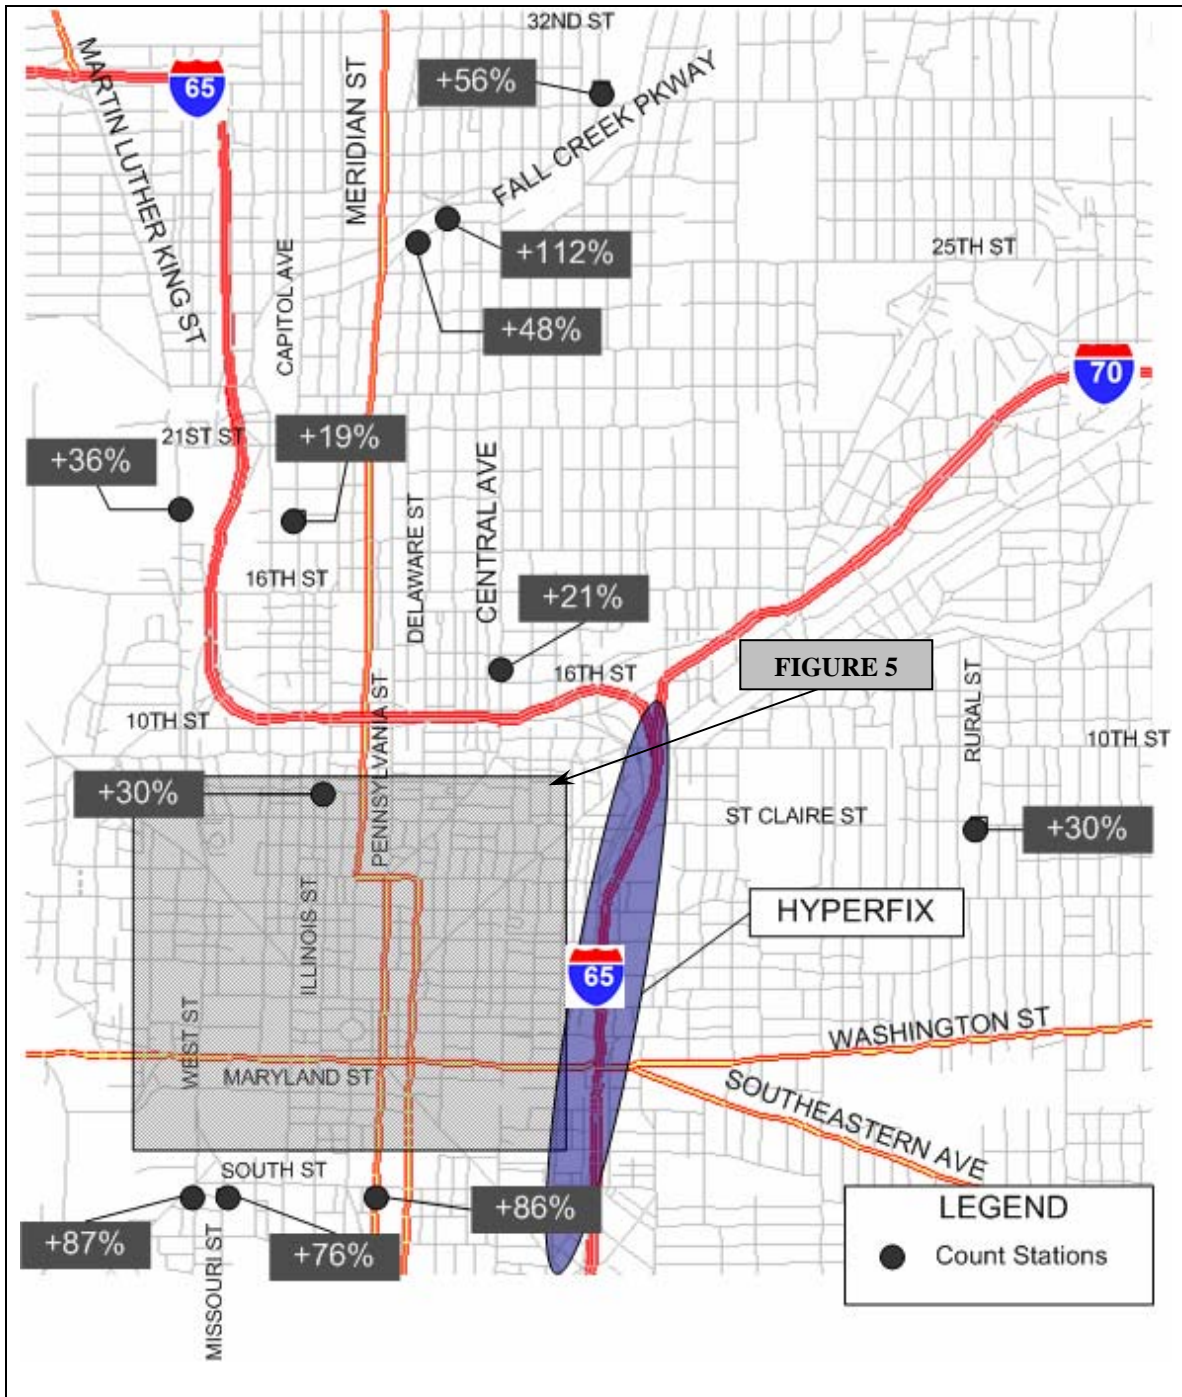 32ND ST
MARTIN LUTHER KING ST
65
MERIDIAN ST
+56%
FALL CREEK PKWAY
+112%
25TH ST
+48%
CAPITOL AVE
70
21ST ST
+19%
+36%
DELAWARE ST
CENTRAL AVE
16TH ST
+21%
16TH ST
FIGURE 5
10TH ST
PENNSYLVANIA ST
RURAL ST
10TH ST
+30%
ST CLAIRE ST
+30%
ILLINOIS ST
HYPERFIX
65
WEST ST
WASHINGTON ST
MARYLAND ST
SOUTHEASTERN AVE
SOUTH ST
+86%
+87%
+76%
MISSOURI ST
LEGEND
Count Stations